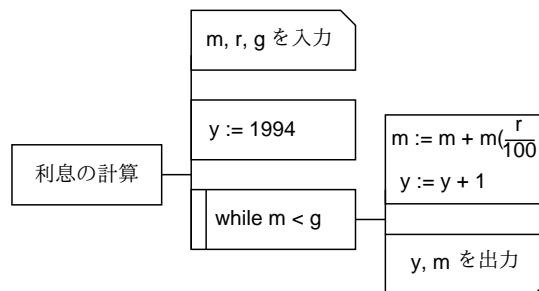 m, r, g を入力
y := 1994
利息の計算
while m < g
m := m + m(r/100
y := y + 1
y, m を出力